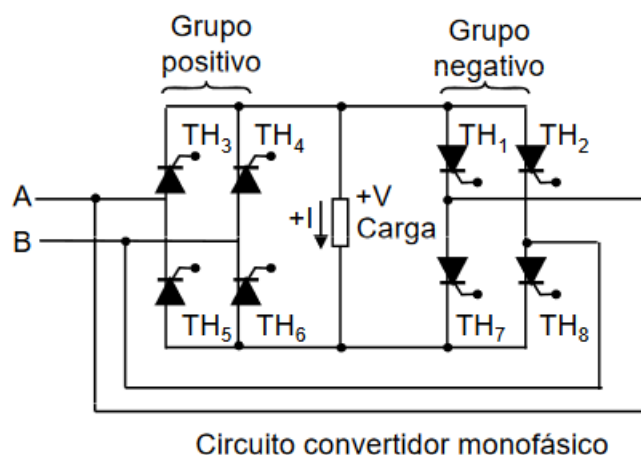 Grupo
positivo
Grupo
negativo
TH₃
TH₄
TH₁
TH₂
A
B
+I
+V
Carga
TH₅
TH₆
TH₇
TH₈
Circuito convertidor monofásico